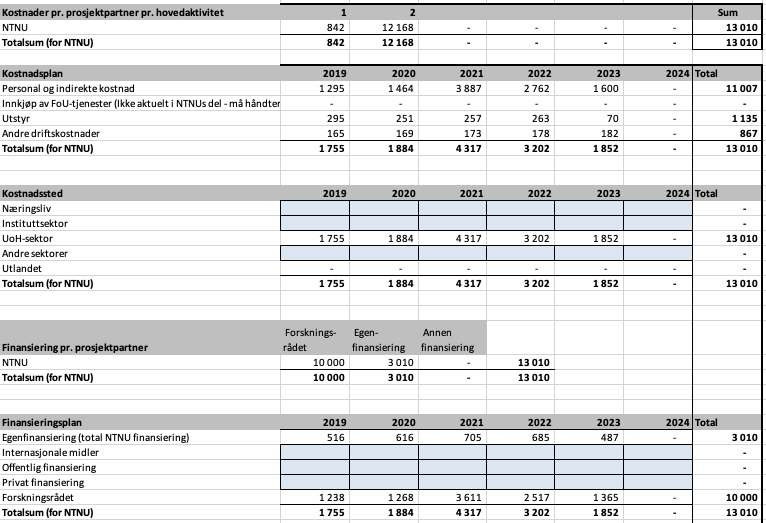 Kostnader pr. prosjektpartner pr. hovedaktivitet 1 2 Sum
NTNU 842 12 168 - - - - 13 010
Totalsum (for NTNU) 842 12 168 - - - - 13 010
Kostnadsplan 2019 2020 2021 2022 2023 2024 Total
Personal og indirekte kostnad 1 295 1 464 3 887 2 762 1 600 - 11 007
Innkjøp av FoU-tjenester (Ikke aktuelt i NTNUs del - må håndter - - - - - - -
Utstyr 295 251 257 263 70 - 1 135
Andre driftskostnader 165 169 173 178 182 - 867
Totalsum (for NTNU) 1 755 1 884 4 317 3 202 1 852 - 13 010
Kostnadssted 2019 2020 2021 2022 2023 2024 Total
Næringsliv -
Instituttsektor -
UoH-sektor 1 755 1 884 4 317 3 202 1 852 - 13 010
Andre sektorer -
Utlandet - - - - - - -
Totalsum (for NTNU) 1 755 1 884 4 317 3 202 1 852 - 13 010
Forsknings- Egen- Annen
Finansiering pr. prosjektpartner rådet finansiering finansiering
NTNU 10 000 3 010 - 13 010
Totalsum (for NTNU) 10 000 3 010 - 13 010
Finansieringsplan 2019 2020 2021 2022 2023 2024 Total
Egenfinansiering (total NTNU finansiering) 516 616 705 685 487 - 3 010
Internasjonale midler -
Offentlig finansiering -
Privat finansiering -
Forskningsrådet 1 238 1 268 3 611 2 517 1 365 - 10 000
Totalsum (for NTNU) 1 755 1 884 4 317 3 202 1 852 - 13 010